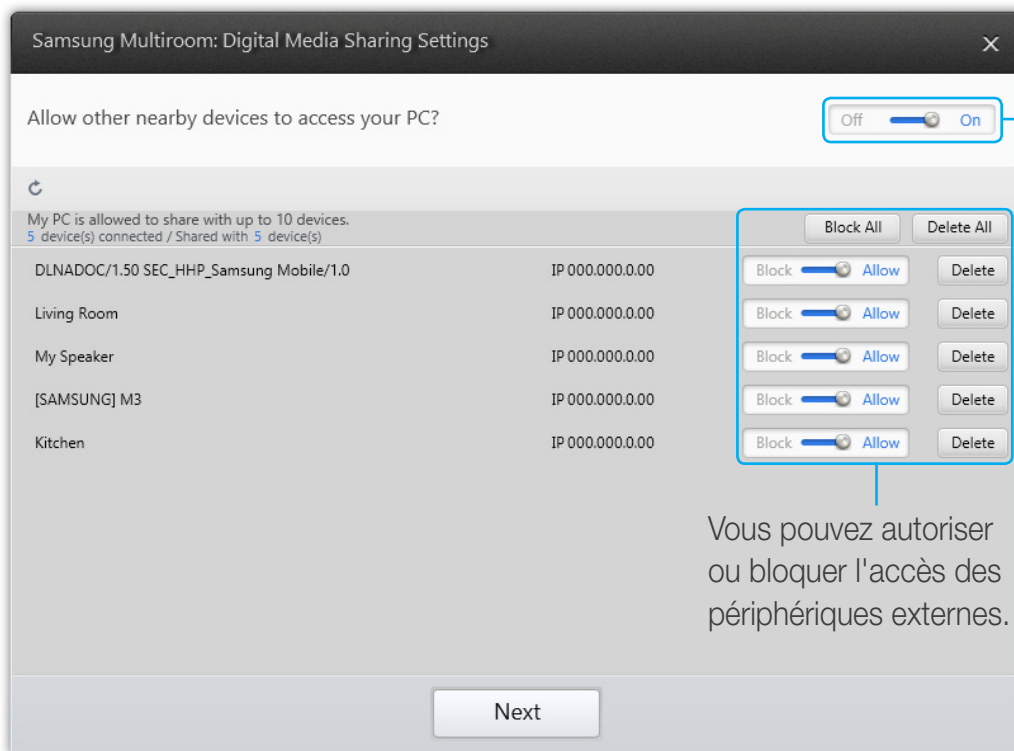 Samsung Multiroom: Digital Media Sharing Settings
Allow other nearby devices to access your PC?
Off On
My PC is allowed to share with up to 10 devices.
5 device(s) connected / Shared with 5 device(s)
Block All Delete All
DLNADOC/1.50 SEC_HHP_Samsung Mobile/1.0 IP 000.000.0.00 Block Allow Delete
Living Room IP 000.000.0.00 Block Allow Delete
My Speaker IP 000.000.0.00 Block Allow Delete
[SAMSUNG] M3 IP 000.000.0.00 Block Allow Delete
Kitchen IP 000.000.0.00 Block Allow Delete
Vous pouvez autoriser
ou bloquer l'accès des
périphériques externes.
Next